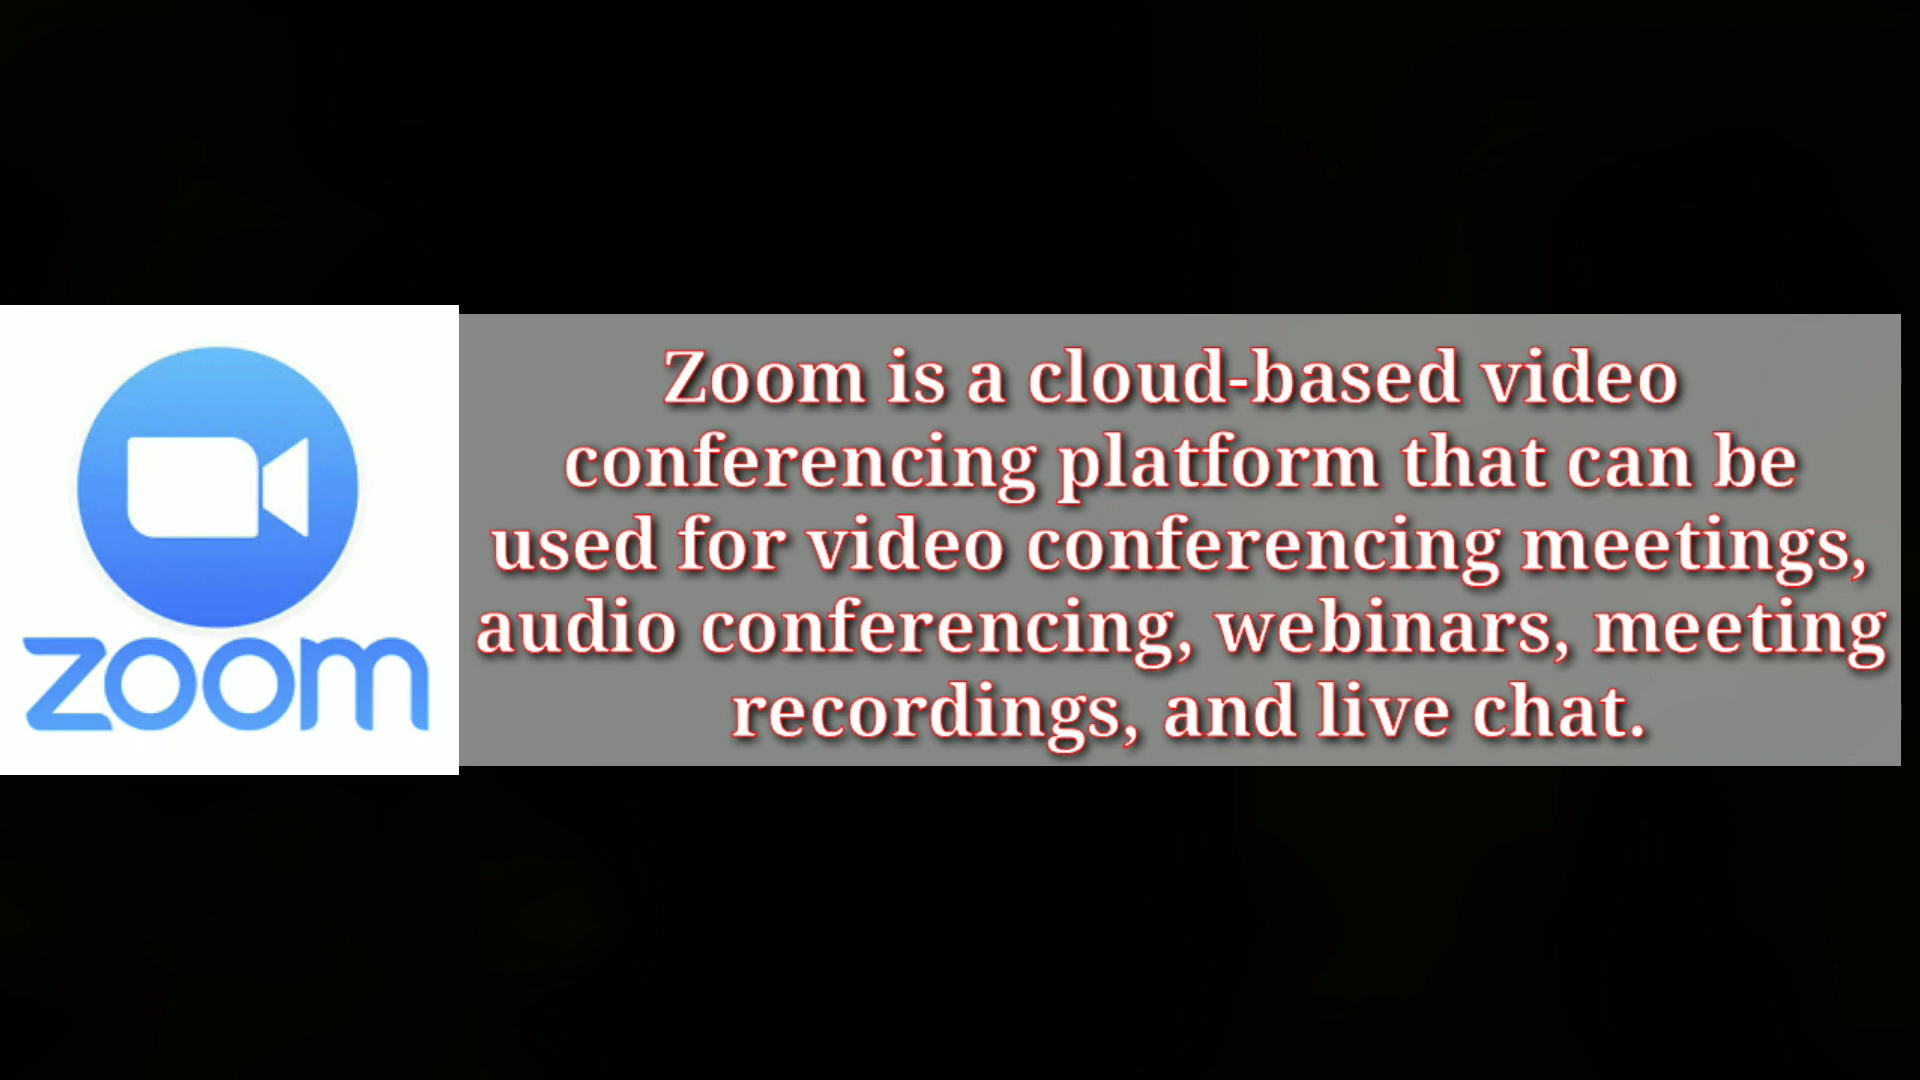 zoom
Zoom is a cloud-based video
conferencing platform that can be
used for video conferencing meetings,
audio conferencing, webinars, meeting
recordings, and live chat.